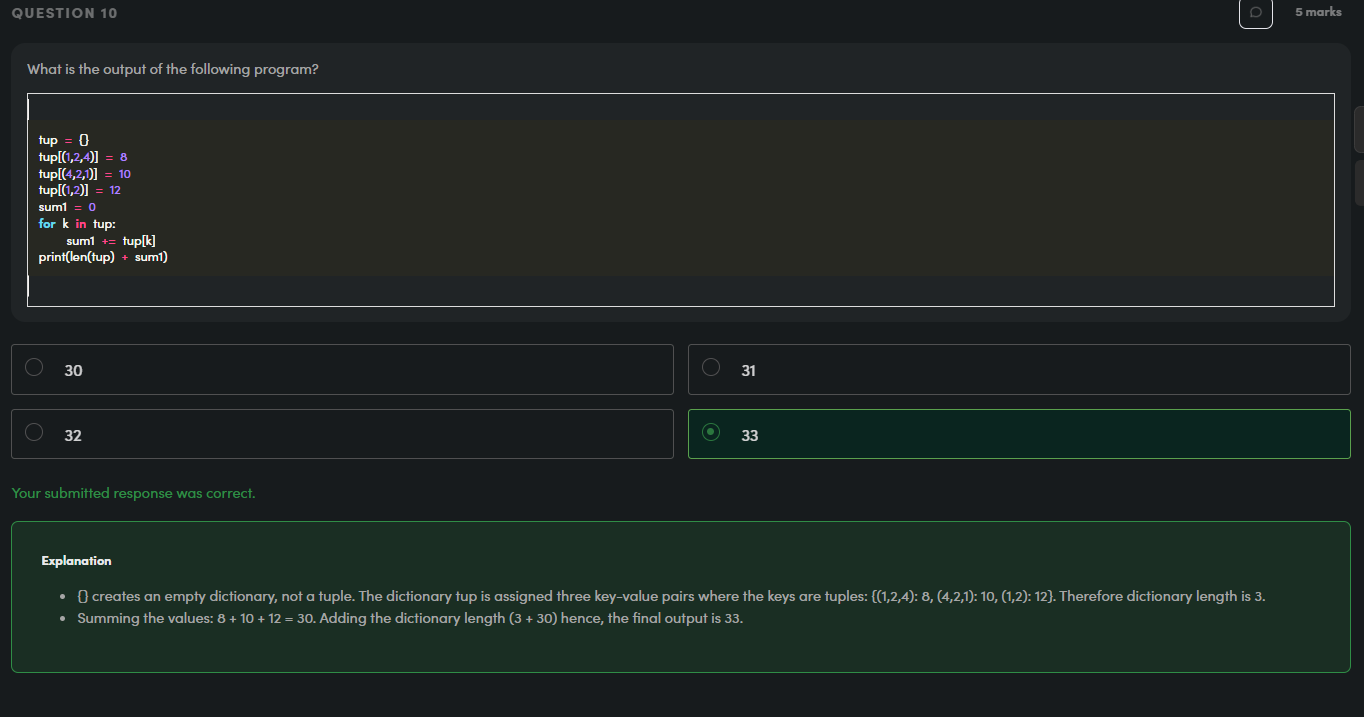 QUESTION 10
5 marks
What is the output of the following program?
tup = {}
tup[(1,2,4)] = 8
tup[(4,2,1)] = 10
tup[(1,2)] = 12
sum1 = 0
for k in tup:
    sum1 += tup[k]
print(len(tup) + sum1)
30
31
32
33
Your submitted response was correct.
Explanation
• {} creates an empty dictionary, not a tuple. The dictionary tup is assigned three key-value pairs where the keys are tuples: {(1,2,4): 8, (4,2,1): 10, (1,2): 12}. Therefore dictionary length is 3.
• Summing the values: 8 + 10 + 12 = 30. Adding the dictionary length (3 + 30) hence, the final output is 33.